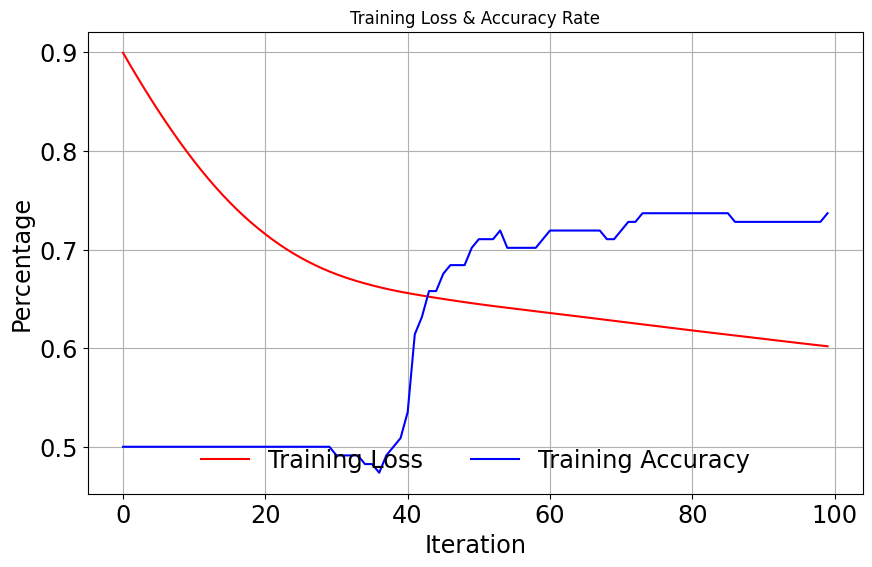 Training Loss & Accuracy Rate
Percentage
0.9
0.8
0.7
0.6
0.5
Training Loss
Training Accuracy
0 20 40 60 80 100
Iteration